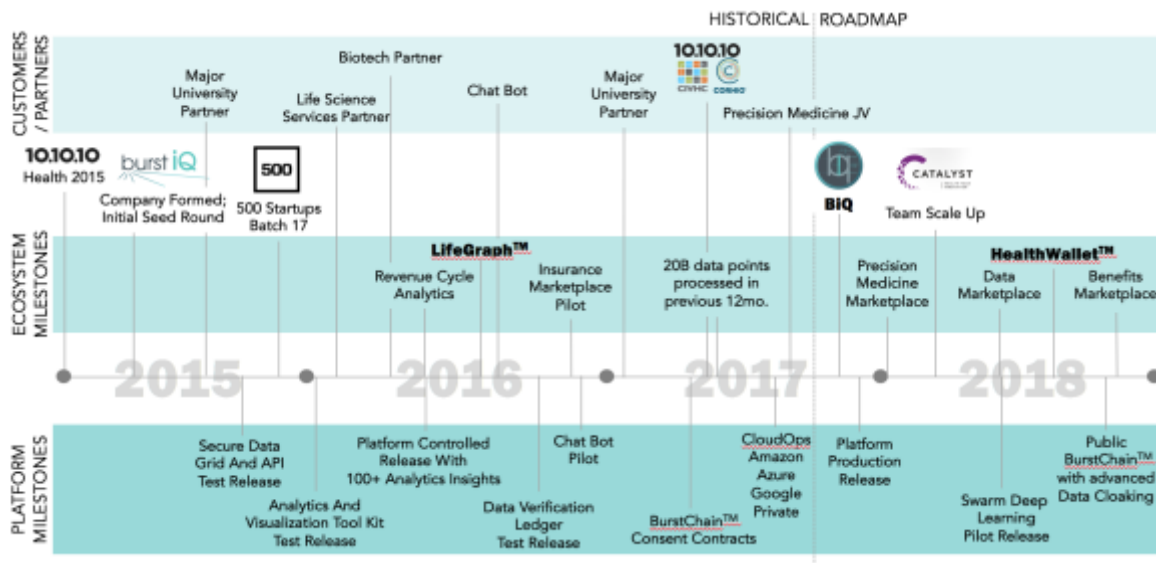 HISTORICAL ROADMAP
CUSTOMERS
/ PARTNERS
Major
University
Partner
Life Science
Services Partner
Biotech Partner
Chat Bot
Major
University
Partner
10.10.10
CIVHC
CORHIO
Precision Medicine JV
10.10.10
Health 2015
burst iQ
Company Formed;
Initial Seed Round
500
500 Startups
Batch 17
BiQ
CATALYST
Team Scale Up
ECOSYSTEM
MILESTONES
LifeGraph™
Revenue Cycle
Analytics
Insurance
Marketplace
Pilot
20B data points
processed in
previous 12mo.
Precision
Medicine
Marketplace
HealthWallet™
Data
Marketplace
Benefits
Marketplace
2015
2016
2017
2018
PLATFORM
MILESTONES
Secure Data
Grid And API
Test Release
Analytics And
Visualization Tool Kit
Test Release
Platform Controlled
Release With
100+ Analytics Insights
Data Verification
Ledger
Test Release
Chat Bot
Pilot
BurstChain™
Consent Contracts
CloudOps
Amazon
Azure
Google
Private
Platform
Production
Release
Swarm Deep
Learning
Pilot Release
Public
BurstChain™
with advanced
Data Cloaking